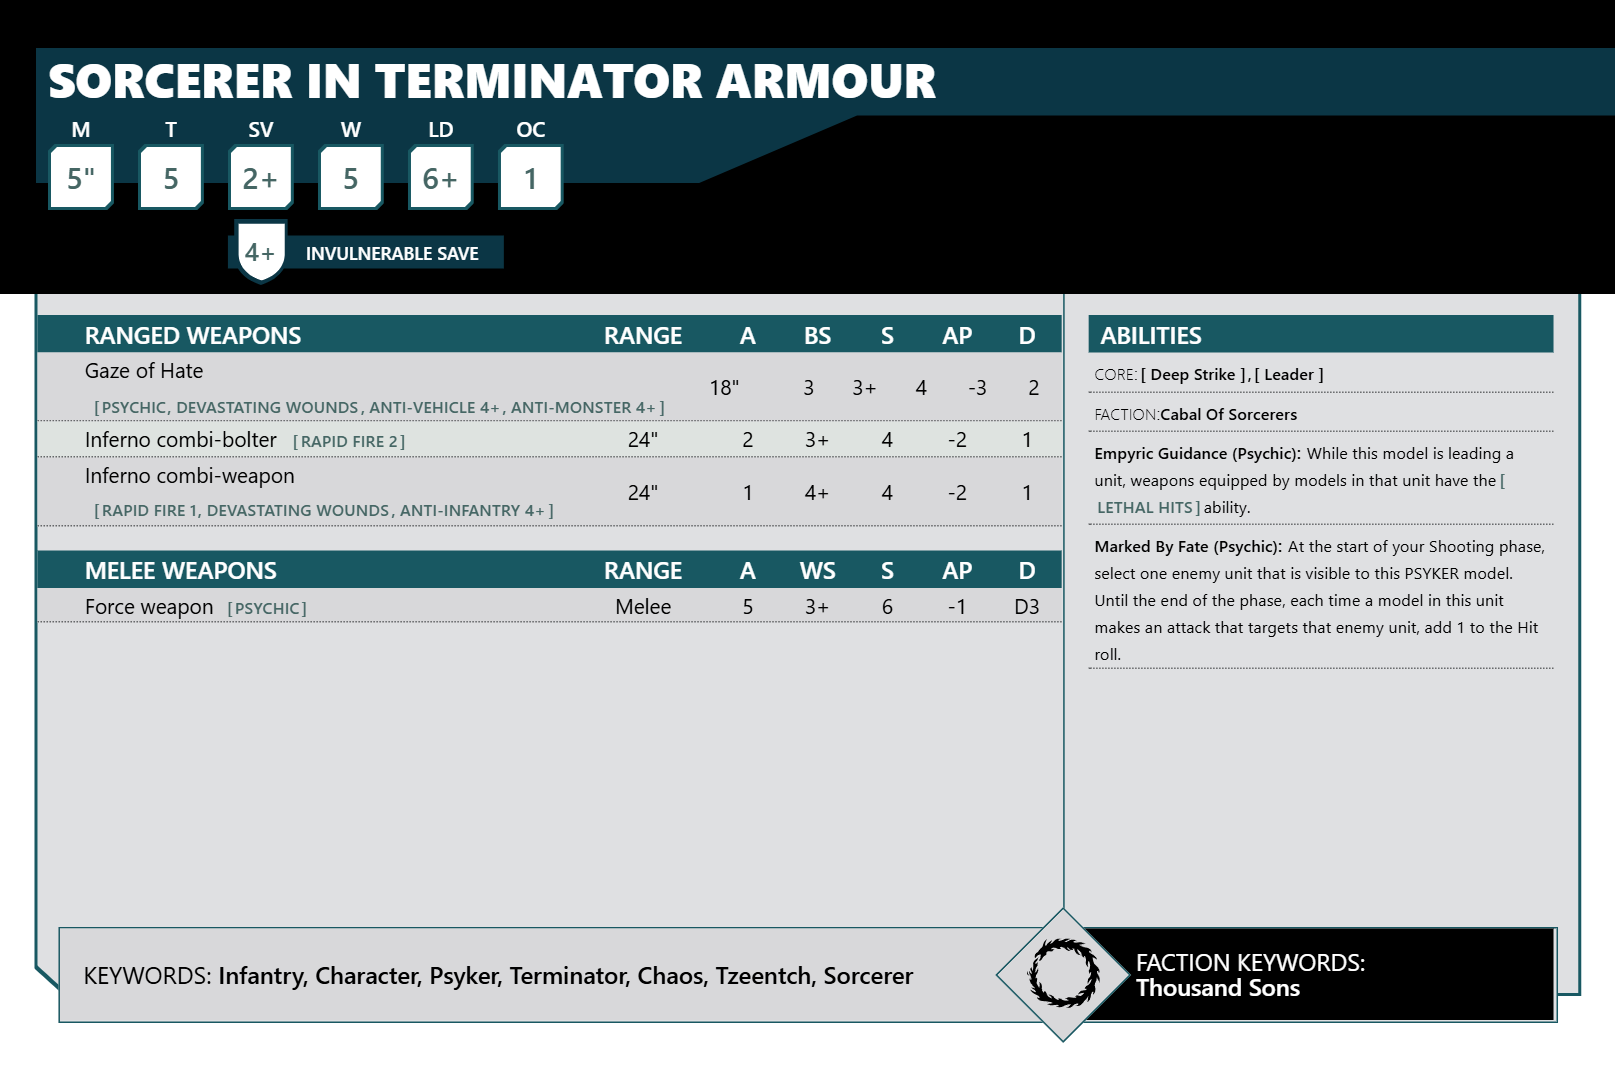 SORCERER IN TERMINATOR ARMOUR
M T SV W LD OC
5" 5 2+ 5 6+ 1
4+ INVULNERABLE SAVE
RANGED WEAPONS RANGE A BS S AP D
Gaze of Hate
18" 3 3+ 4 -3 2
[PSYCHIC, DEVASTATING WOUNDS, ANTI-VEHICLE 4+, ANTI-MONSTER 4+]
Inferno combi-bolter [RAPID FIRE 2] 24" 2 3+ 4 -2 1
Inferno combi-weapon
24" 1 4+ 4 -2 1
[RAPID FIRE 1, DEVASTATING WOUNDS, ANTI-INFANTRY 4+]
MELEE WEAPONS RANGE A WS S AP D
Force weapon [PSYCHIC] Melee 5 3+ 6 -1 D3
ABILITIES
CORE: [ Deep Strike ],[ Leader ]
FACTION:Cabal Of Sorcerers
Empyric Guidance (Psychic): While this model is leading a
unit, weapons equipped by models in that unit have the [
LETHAL HITS] ability.
Marked By Fate (Psychic): At the start of your Shooting phase,
select one enemy unit that is visible to this PSYKER model.
Until the end of the phase, each time a model in this unit
makes an attack that targets that enemy unit, add 1 to the Hit
roll.
KEYWORDS: Infantry, Character, Psyker, Terminator, Chaos, Tzeentch, Sorcerer
FACTION KEYWORDS:
Thousand Sons